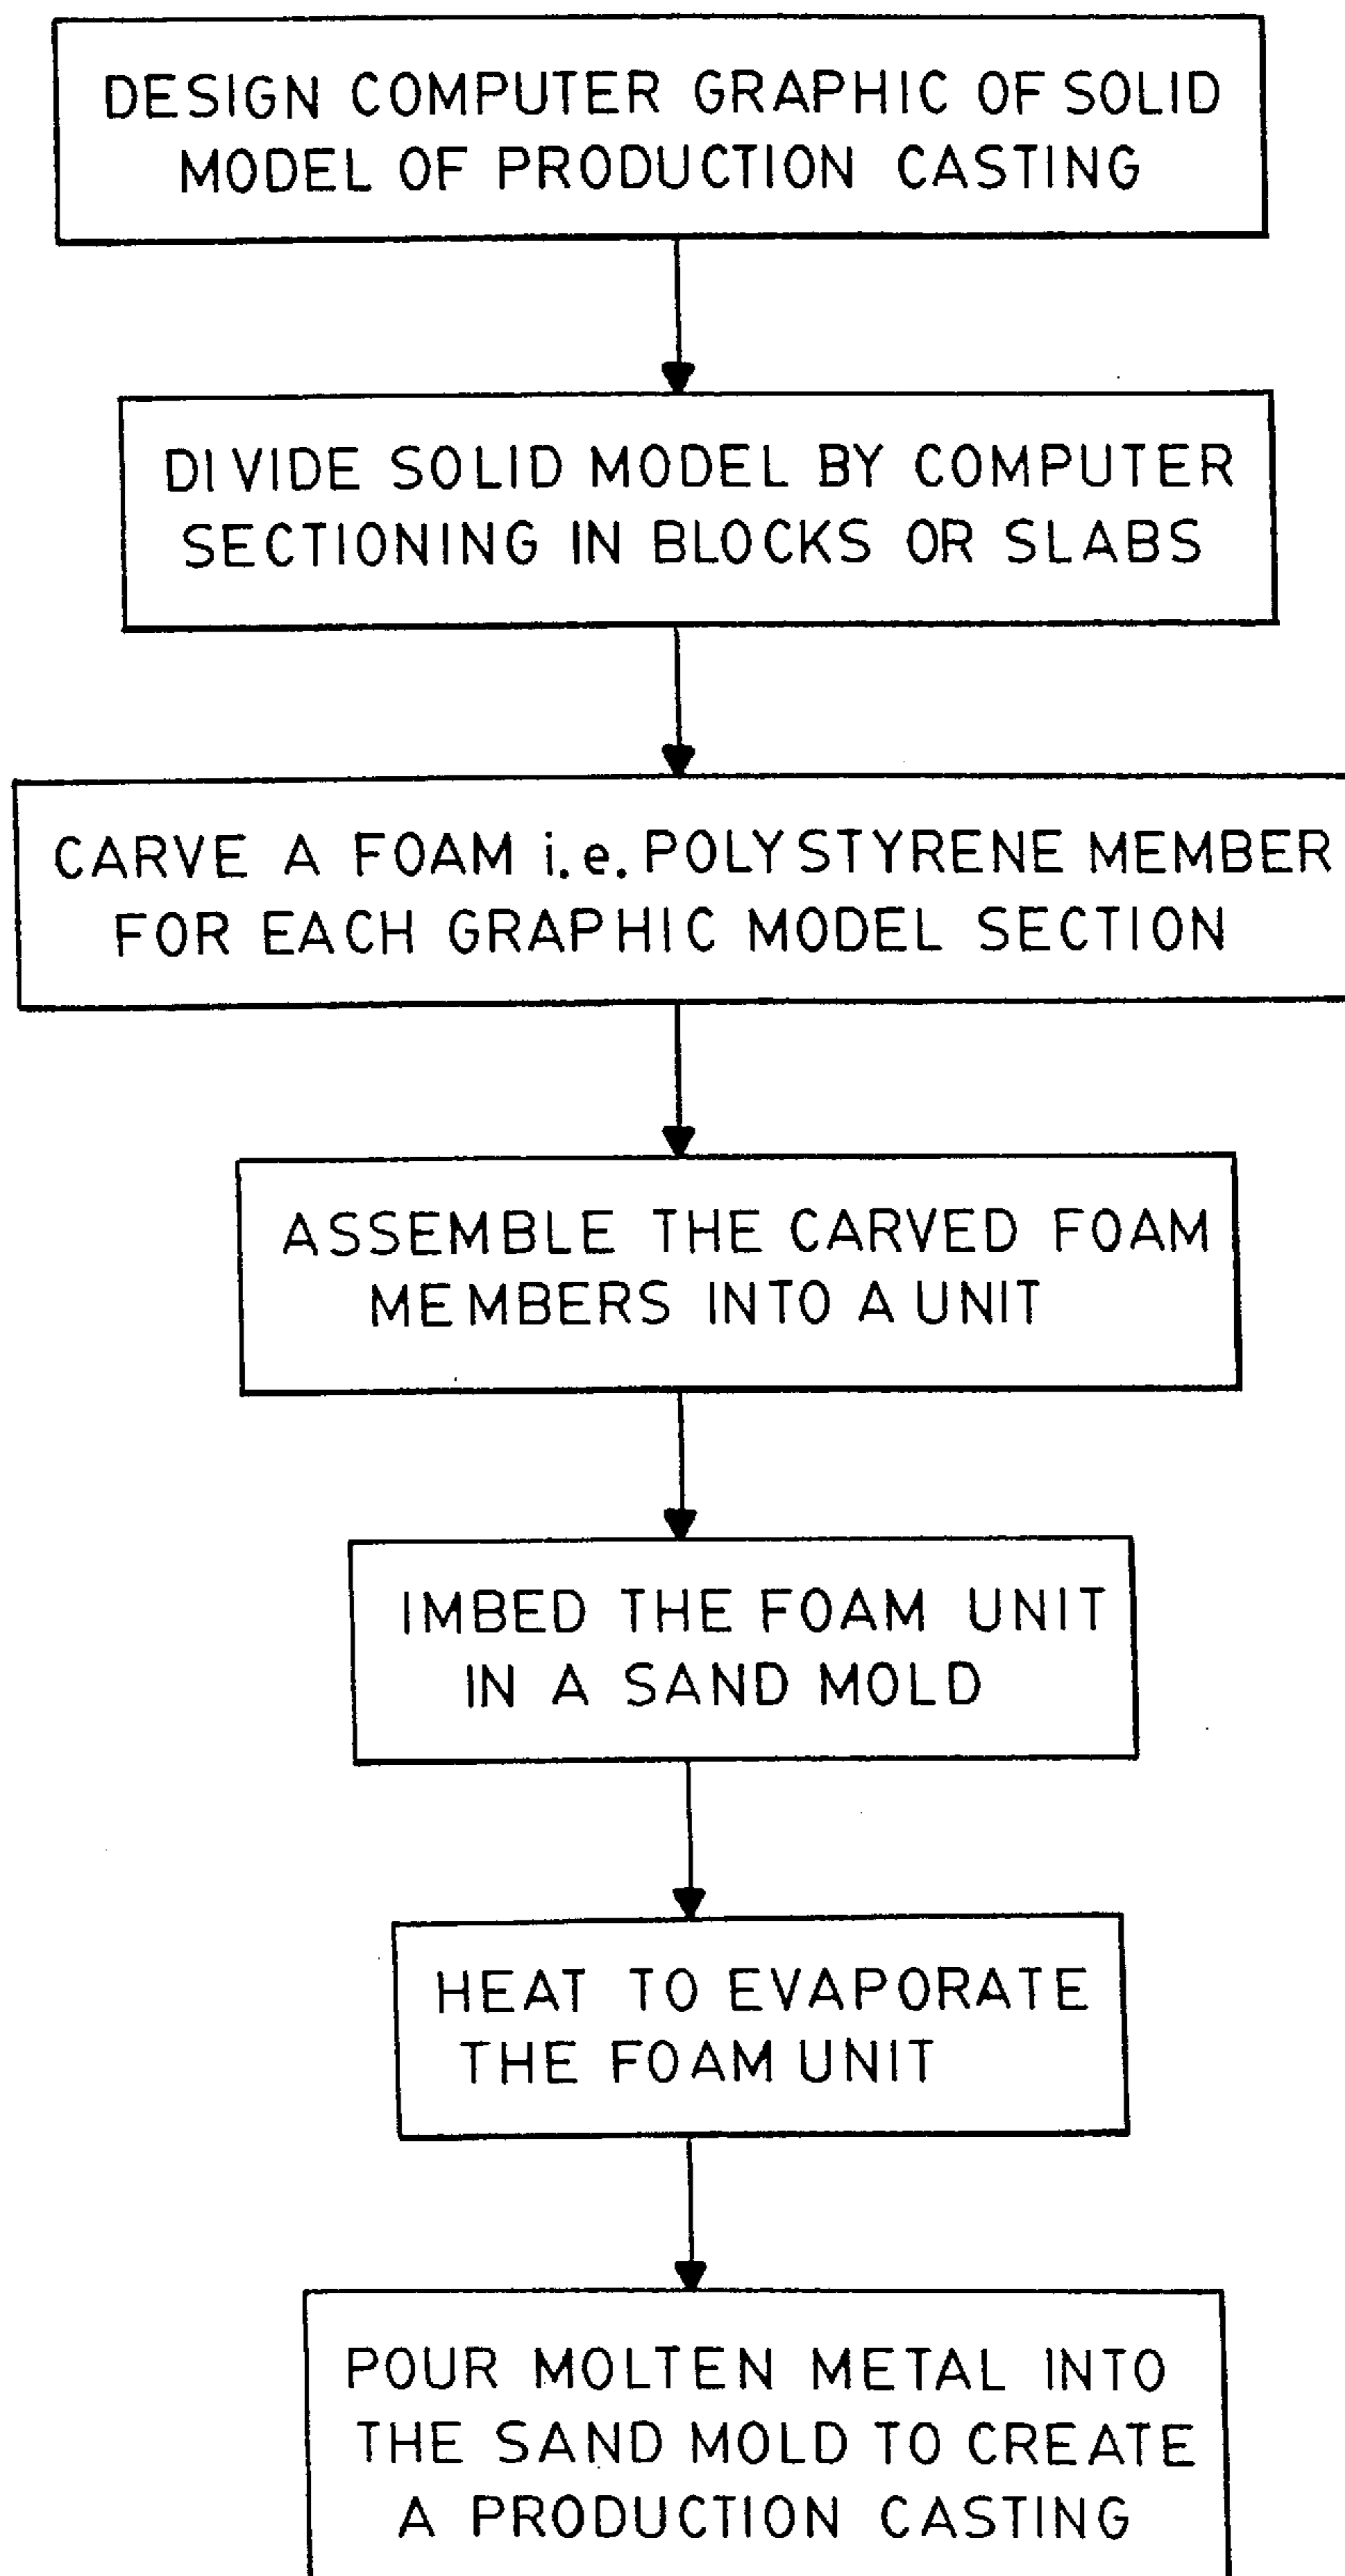 DESIGN COMPUTER GRAPHIC OF SOLID
MODEL OF PRODUCTION CASTING
DIVIDE SOLID MODEL BY COMPUTER
SECTIONING IN BLOCKS OR SLABS
CARVE A FOAM i.e. POLYSTYRENE MEMBER
FOR EACH GRAPHIC MODEL SECTION
ASSEMBLE THE CARVED FOAM
MEMBERS INTO A UNIT
IMBED THE FOAM UNIT
IN A SAND MOLD
HEAT TO EVAPORATE
THE FOAM UNIT
POUR MOLTEN METAL INTO
THE SAND MOLD TO CREATE
A PRODUCTION CASTING